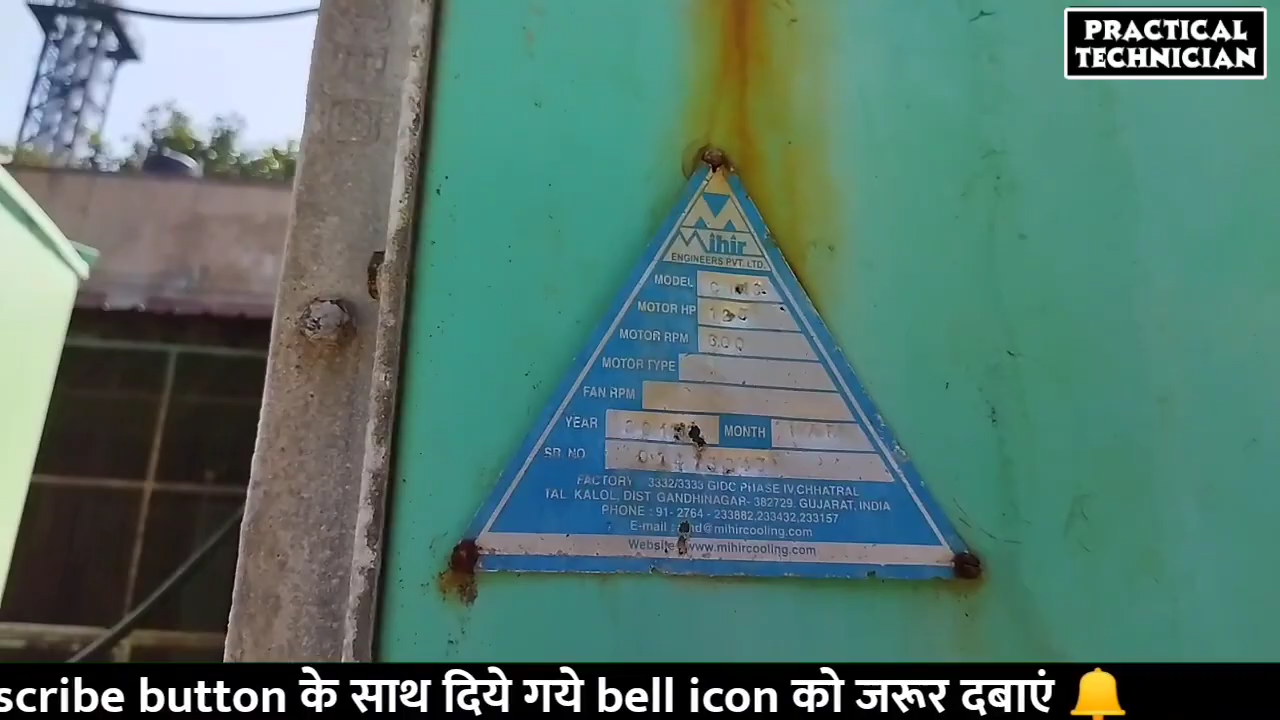 PRACTICAL
TECHNICIAN
Mihir
ENGINEERS PVT. LTD.
MODEL
MOTOR HP
MOTOR RPM
MOTOR TYPE
FAN RPM
YEAR MONTH
SR. NO.
FACTORY 3332/3333 GIDC PHASE IV, CHHATRAL
TAL. KALOL, DIST. GANDHINAGAR- 382729. GUJARAT, INDIA
PHONE : 91- 2764 - 233882,233432,233157
E-mail : @mihircooling.com
Website www.mihircooling.com
scribe button के साथ दिये गये bell icon को जरूर दबाएं